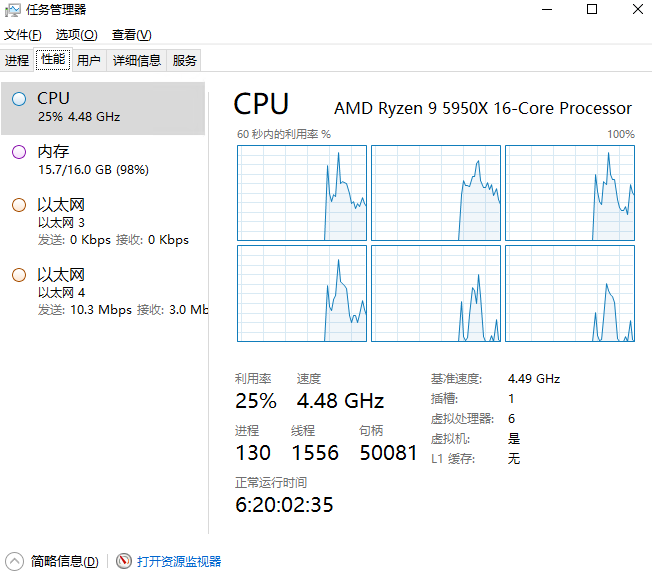 任务管理器
文件(F) 选项(O) 查看(V)
进程 性能 用户 详细信息 服务
CPU
25% 4.48 GHz
内存
15.7/16.0 GB (98%)
以太网
以太网 3
发送: 0 Kbps 接收: 0 Kbps
以太网
以太网 4
发送: 10.3 Mbps 接收: 3.0 Mb
CPU AMD Ryzen 9 5950X 16-Core Processor
60 秒内的利用率 % 100%
利用率 速度
25% 4.48 GHz
进程 线程 句柄
130 1556 50081
正常运行时间
6:20:02:35
基准速度: 4.49 GHz
插槽: 1
虚拟处理器: 6
虚拟机: 是
L1 缓存: 无
简略信息(D) 打开资源监视器